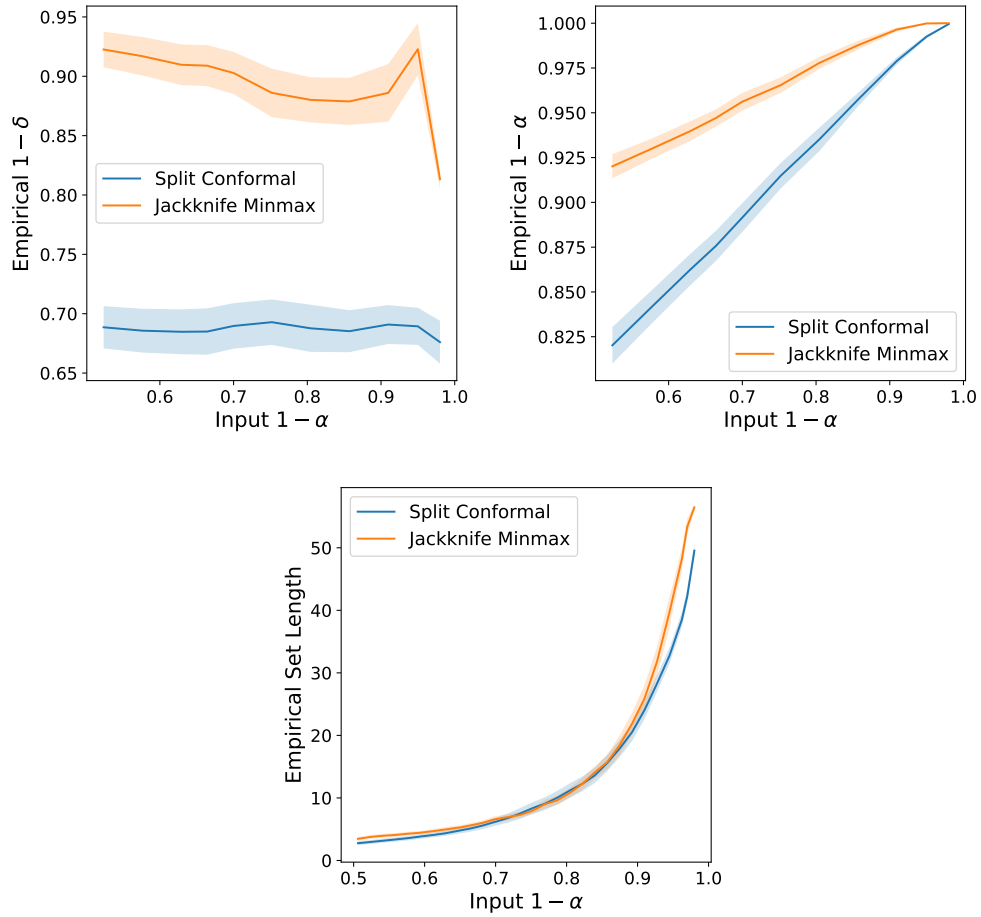 0.95
0.90
0.85
0.80
0.75
0.70
0.65
Empirical 1 − δ
Split Conformal
Jackknife Minmax
0.6 0.7 0.8 0.9 1.0
Input 1 − α
1.000
0.975
0.950
0.925
0.900
0.875
0.850
0.825
Empirical 1 − α
Split Conformal
Jackknife Minmax
0.6 0.7 0.8 0.9 1.0
Input 1 − α
Split Conformal
Jackknife Minmax
50
40
30
20
10
0
Empirical Set Length
0.5 0.6 0.7 0.8 0.9 1.0
Input 1 − α